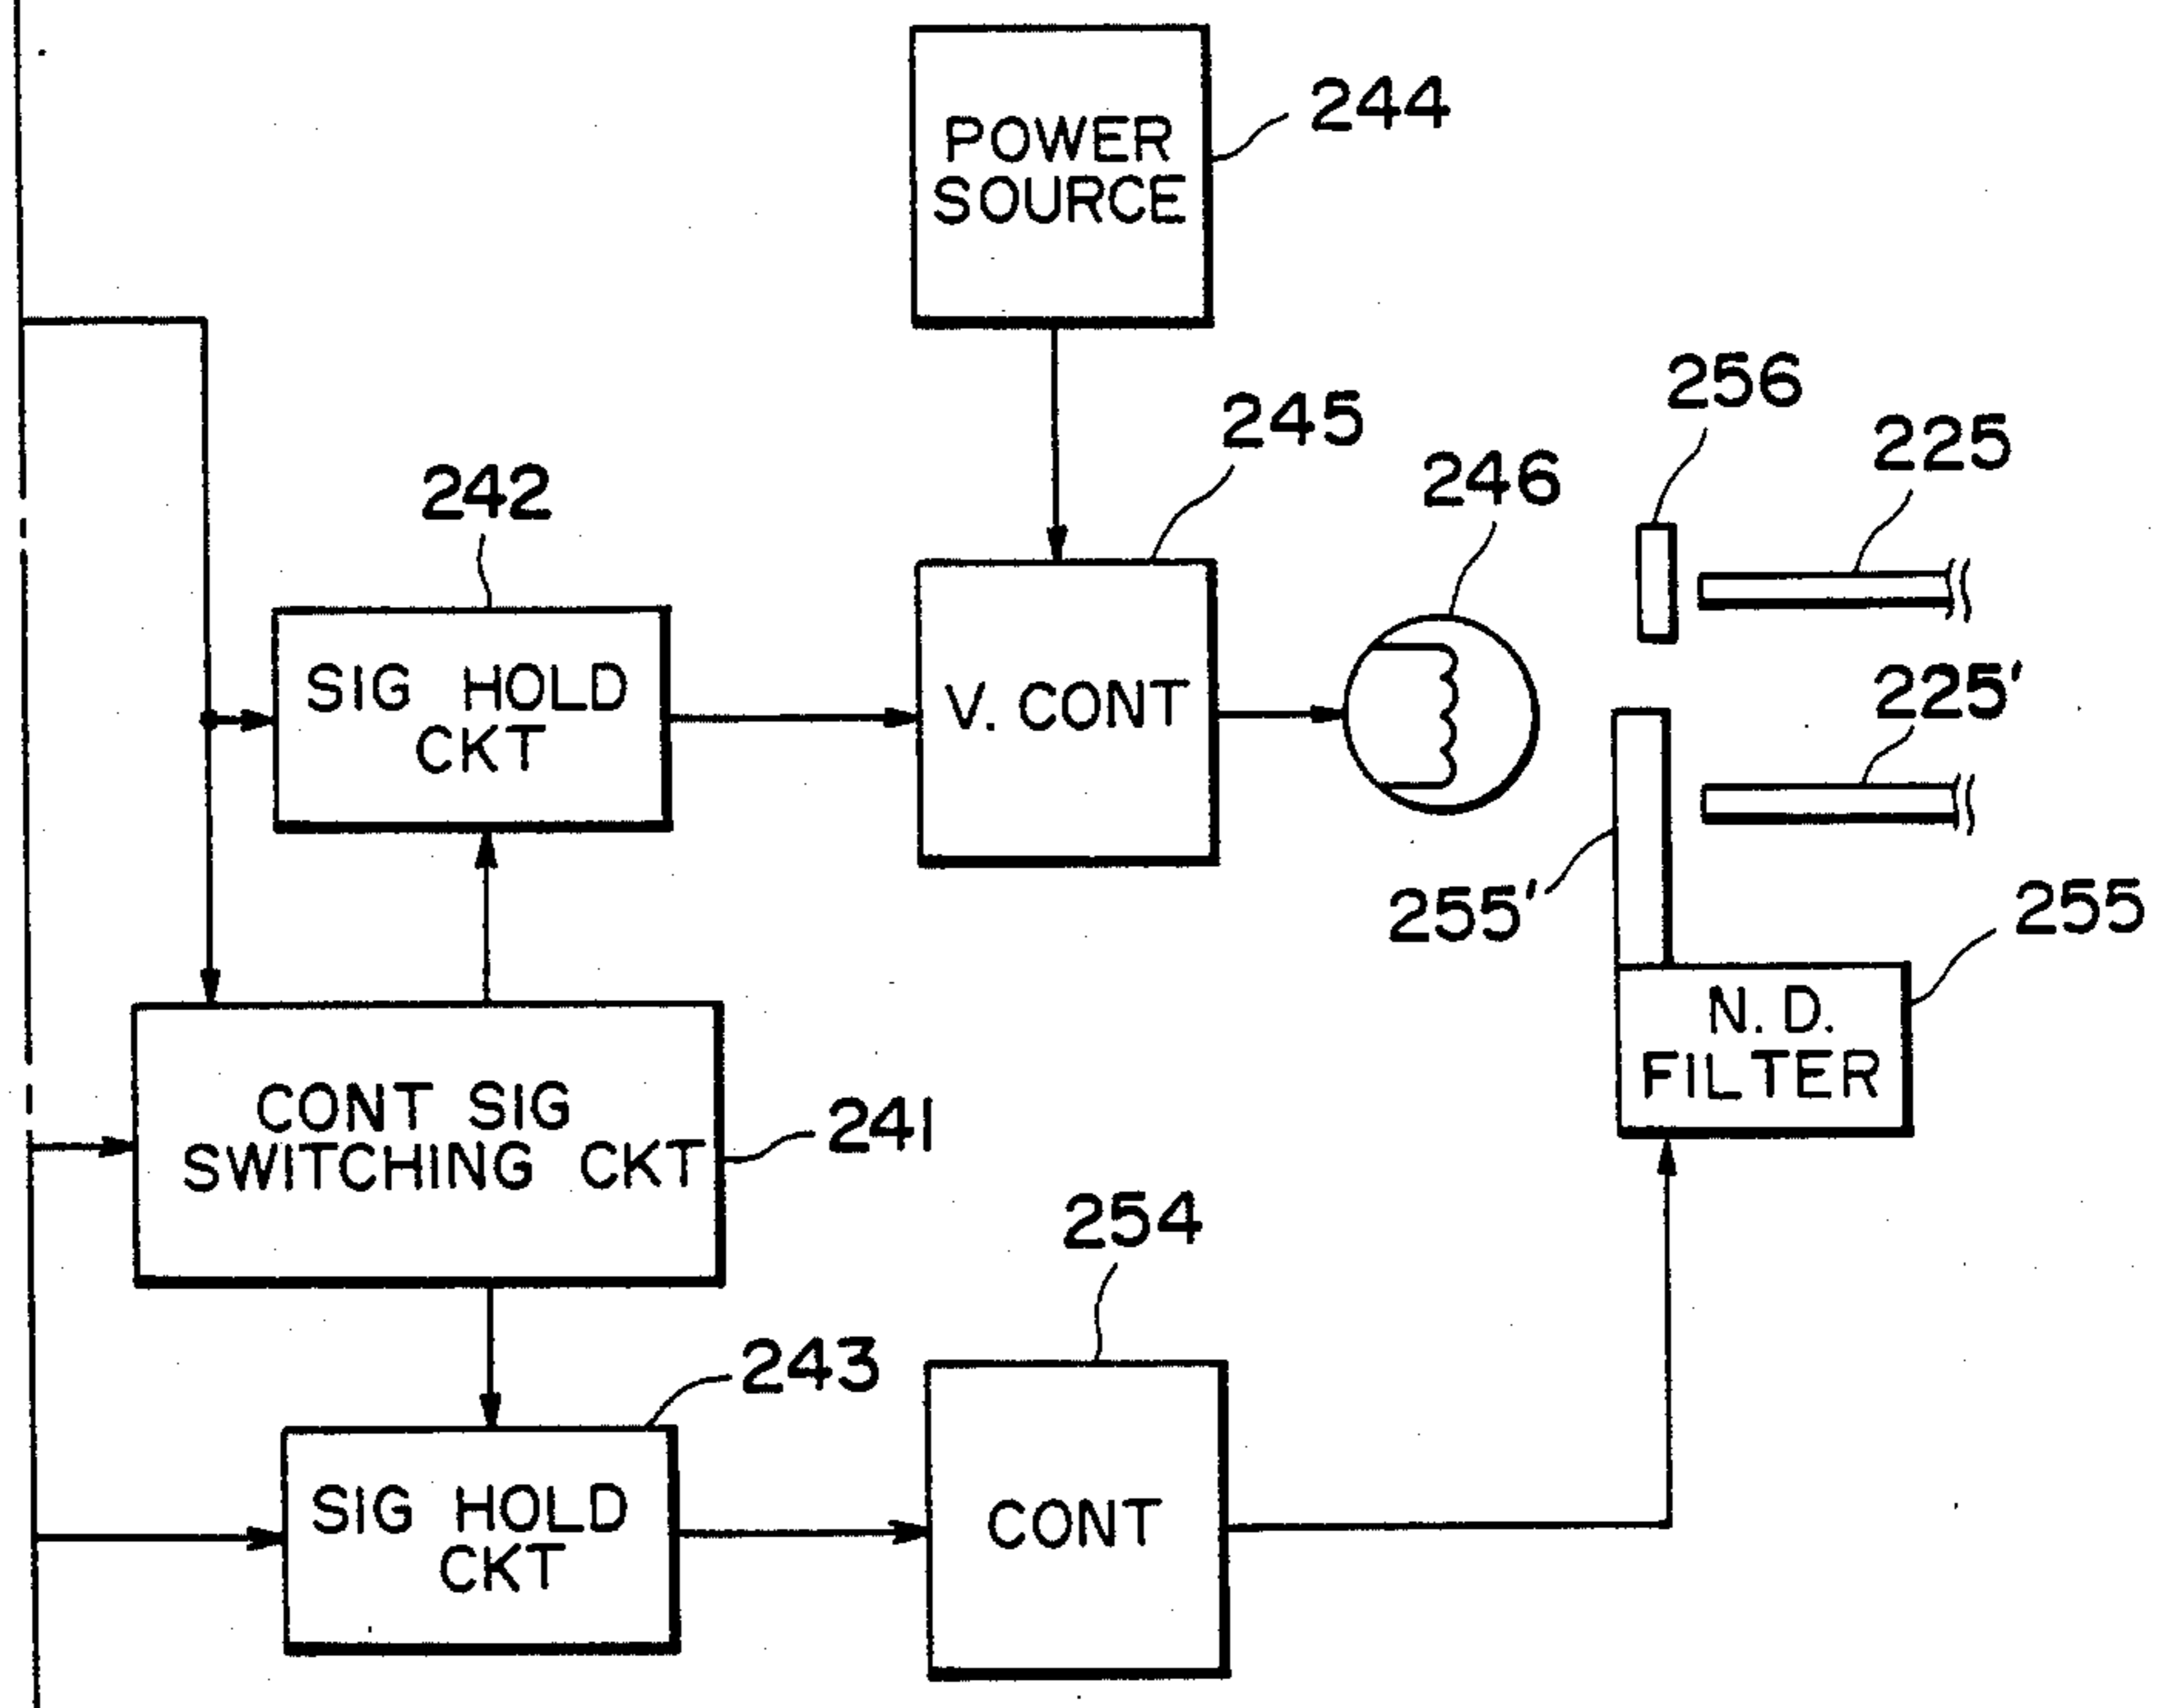 POWER
SOURCE
244
256
225
245
246
242
SIG HOLD
CKT
V. CONT
225'
255'
255
N. D.
FILTER
CONT SIG
SWITCHING CKT
241
254
243
SIG HOLD
CKT
CONT